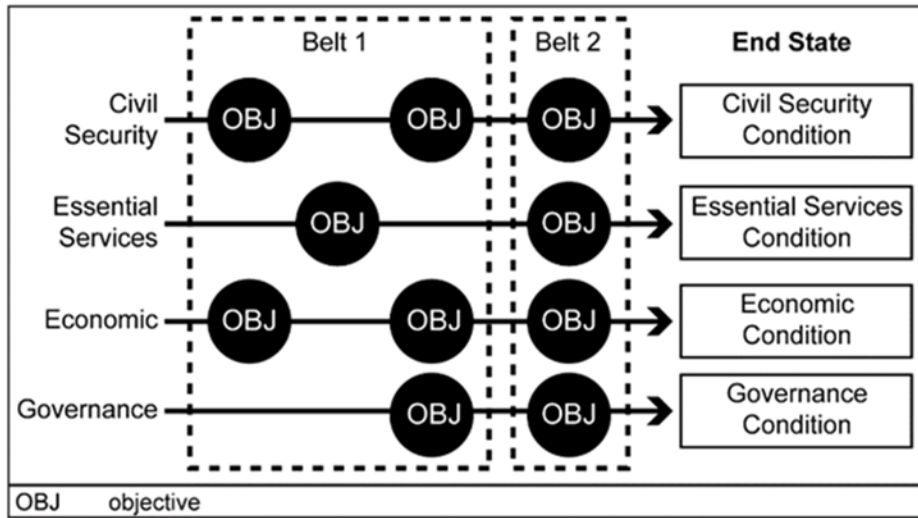 Belt 1
Belt 2
End State
Civil
Security
OBJ
OBJ
OBJ
Civil Security
Condition
Essential
Services
OBJ
OBJ
Essential Services
Condition
Economic
OBJ
OBJ
OBJ
Economic
Condition
Governance
OBJ
OBJ
Governance
Condition
OBJ objective